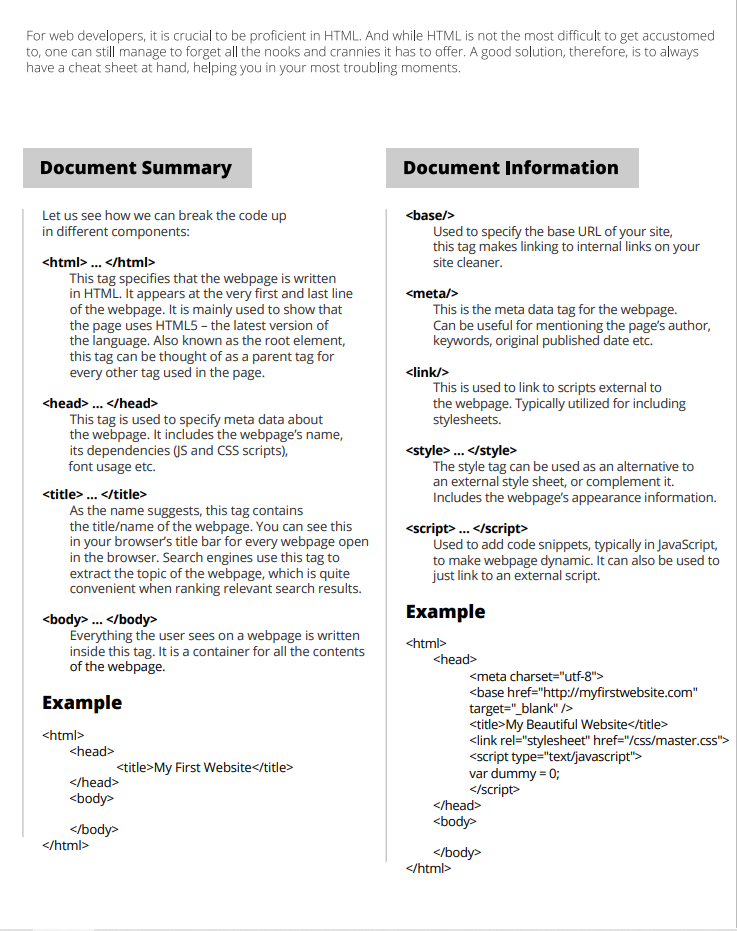 For web developers, it is crucial to be proficient in HTML. And while HTML is not the most difficult to get accustomed
to, one can still manage to forget all the nooks and crannies it has to offer. A good solution, therefore, is to always
have a cheat sheet at hand, helping you in your most troubling moments.
Document Summary
Let us see how we can break the code up
in different components:
<html> ... </html>
This tag specifies that the webpage is written
in HTML. It appears at the very first and last line
of the webpage. It is mainly used to show that
the page uses HTML5 – the latest version of
the language. Also known as the root element,
this tag can be thought of as a parent tag for
every other tag used in the page.
<head> ... </head>
This tag is used to specify meta data about
the webpage. It includes the webpage’s name,
its dependencies (JS and CSS scripts),
font usage etc.
<title> ... </title>
As the name suggests, this tag contains
the title/name of the webpage. You can see this
in your browser’s title bar for every webpage open
in the browser. Search engines use this tag to
extract the topic of the webpage, which is quite
convenient when ranking relevant search results.
<body> ... </body>
Everything the user sees on a webpage is written
inside this tag. It is a container for all the contents
of the webpage.
Example
<html>
<head>
<title>My First Website</title>
</head>
<body>
</body>
</html>
Document Information
<base/>
Used to specify the base URL of your site,
this tag makes linking to internal links on your
site cleaner.
<meta/>
This is the meta data tag for the webpage.
Can be useful for mentioning the page’s author,
keywords, original published date etc.
<link/>
This is used to link to scripts external to
the webpage. Typically utilized for including
stylesheets.
<style> ... </style>
The style tag can be used as an alternative to
an external style sheet, or complement it.
Includes the webpage’s appearance information.
<script> ... </script>
Used to add code snippets, typically in JavaScript,
to make webpage dynamic. It can also be used to
just link to an external script.
Example
<html>
<head>
<meta charset="utf-8">
<base href="http://myfirstwebsite.com"
target="_blank" />
<title>My Beautiful Website</title>
<link rel="stylesheet" href="/css/master.css">
<script type="text/javascript">
var dummy = 0;
</script>
</head>
<body>
</body>
</html>